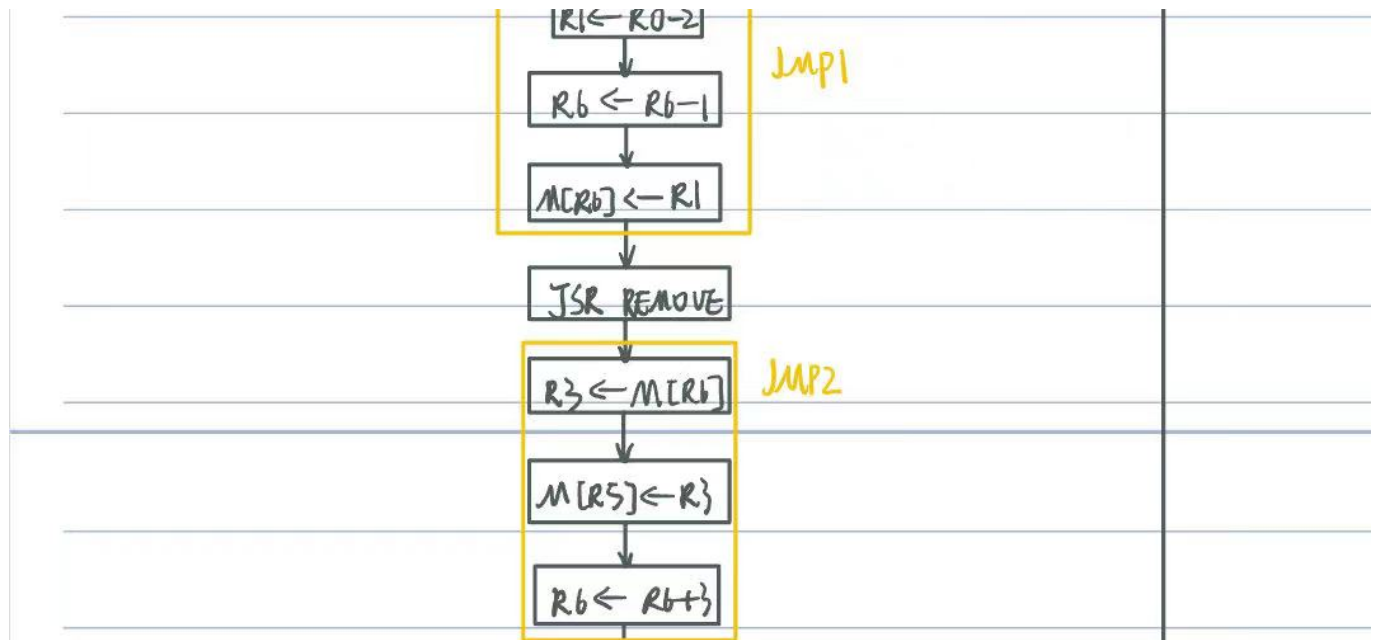 R1←R0-2
JMP1
R6←R6-1
M[R6]←R1
JSR REMOVE
R3←M[R6]
JMP2
M[R5]←R3
R6←R6+3